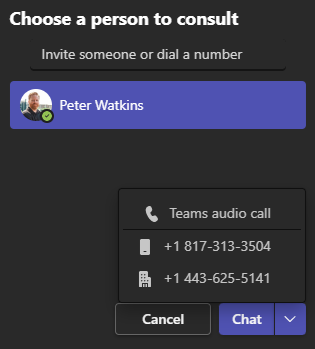 Choose a person to consult
Invite someone or dial a number
Peter Watkins
Teams audio call
+1 817-313-3504
+1 443-625-5141
Cancel
Chat